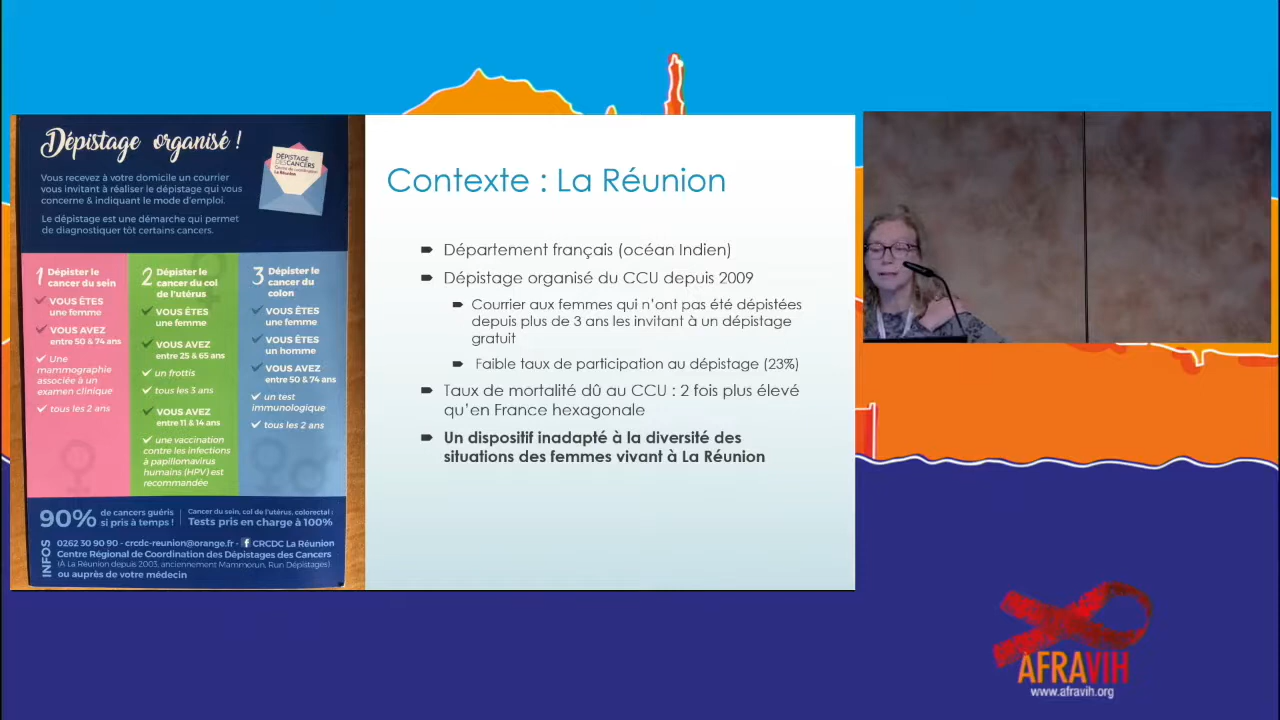 Dépistage organisé !
Vous recevez à votre domicile un courrier
vous invitant à réaliser le dépistage qui vous
concerne & indiquant le mode d'emploi.
Le dépistage est une démarche qui permet
de diagnostiquer tôt certains cancers.
DÉPISTAGE
DES CANCERS
Centre de coordination
La Réunion
1 Dépister le
cancer du sein
VOUS ÊTES
une femme
VOUS AVEZ
entre 50 & 74 ans
Une
mammographie
associée à un
examen clinique
tous les 2 ans
2 Dépister le
cancer du col
de l'utérus
VOUS ÊTES
une femme
VOUS AVEZ
entre 25 & 65 ans
un frottis
tous les 3 ans
VOUS AVEZ
entre 11 & 14 ans
une vaccination
contre les infections
à papillomavirus
humains (HPV) est
recommandée
3 Dépister le
cancer du
colon
VOUS ÊTES
une femme
VOUS ÊTES
un homme
VOUS AVEZ
entre 50 & 74 ans
un test
immunologique
tous les 2 ans
90% de cancers guéris
si pris à temps !
Cancer du sein, col de l'utérus, colorectal :
Tests pris en charge à 100%
INFOS
0262 30 90 90 - crcdc-reunion@orange.fr - f CRCDC La Réunion
Centre Régional de Coordination des Dépistages des Cancers
(À La Réunion depuis 2003, anciennement Mammorun, Run Dépistages)
ou auprès de votre médecin
Contexte : La Réunion
Département français (océan Indien)
Dépistage organisé du CCU depuis 2009
Courrier aux femmes qui n'ont pas été dépistées
depuis plus de 3 ans les invitant à un dépistage
gratuit
Faible taux de participation au dépistage (23%)
Taux de mortalité dû au CCU : 2 fois plus élevé
qu'en France hexagonale
Un dispositif inadapté à la diversité des
situations des femmes vivant à La Réunion
AFRAVIH
www.afravih.org